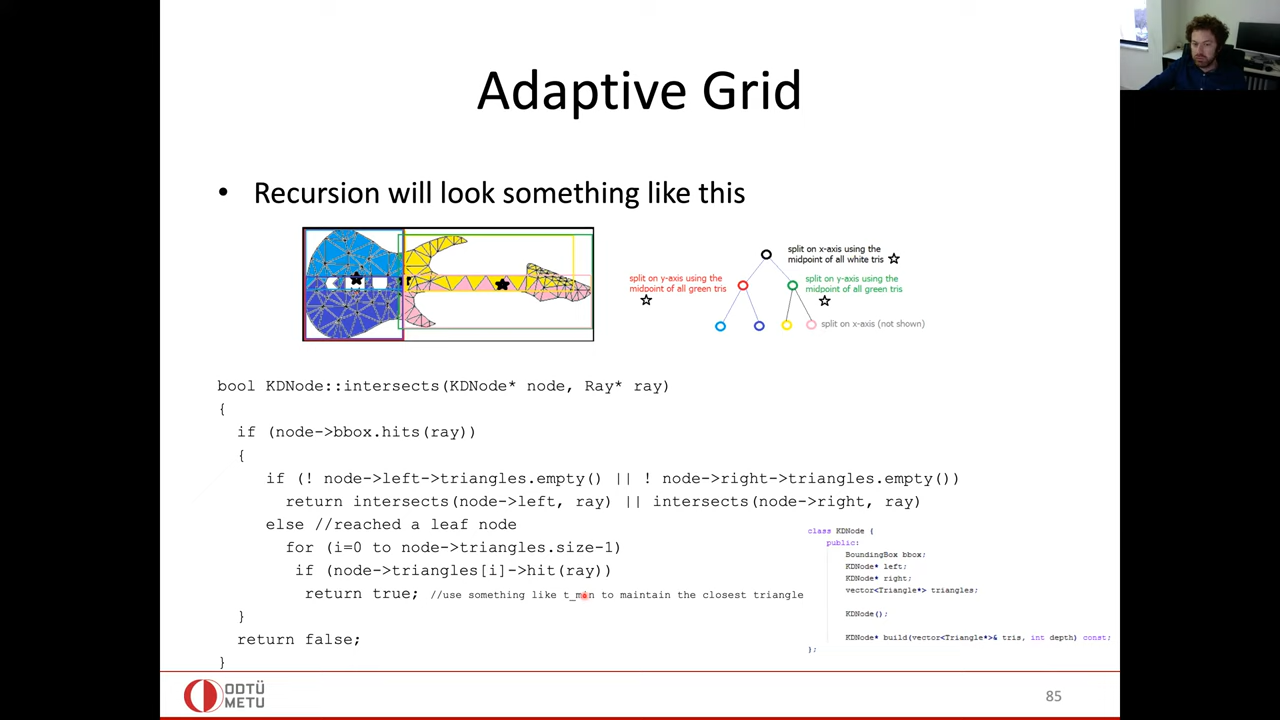 Adaptive Grid
• Recursion will look something like this
split on x-axis using the
midpoint of all white tris
split on y-axis using the
midpoint of all green tris
split on y-axis using the
midpoint of all green tris
split on x-axis (not shown)
bool KDNode::intersects(KDNode* node, Ray* ray)
{
if (node->bbox.hits(ray))
{
if (! node->left->triangles.empty() || ! node->right->triangles.empty())
return intersects(node->left, ray) || intersects(node->right, ray)
else //reached a leaf node
for (i=0 to node->triangles.size-1)
if (node->triangles[i]->hit(ray))
return true; //use something like t_min to maintain the closest triangle
}
return false;
}
class KDNode {
public:
BoundingBox bbox;
KDNode* left;
KDNode* right;
vector<Triangle*> triangles;
KDNode();
KDNode* build(vector<Triangle*>& tris, int depth) const;
};
ODTÜ
METU
85